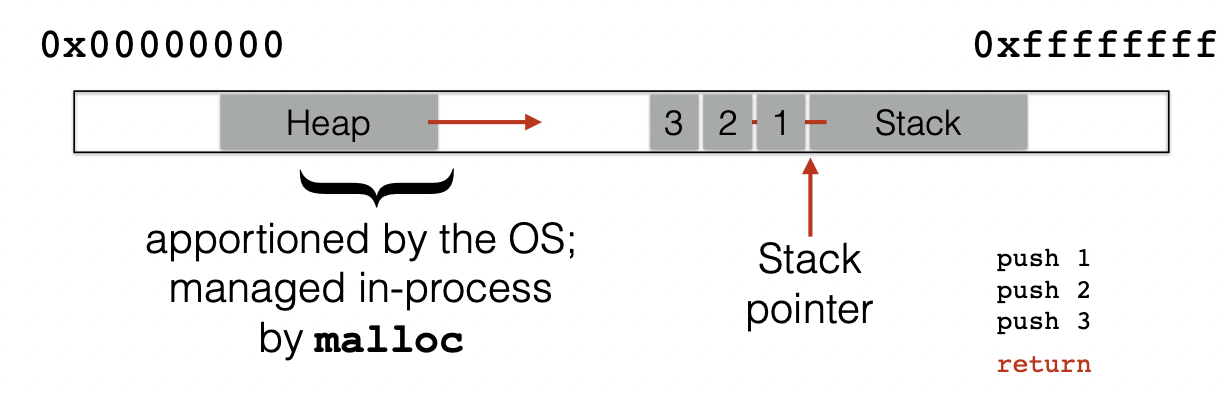 0x00000000 0xffffffff
Heap 3 2 1 Stack
apportioned by the OS;
managed in-process
by malloc
Stack
pointer
push 1
push 2
push 3
return